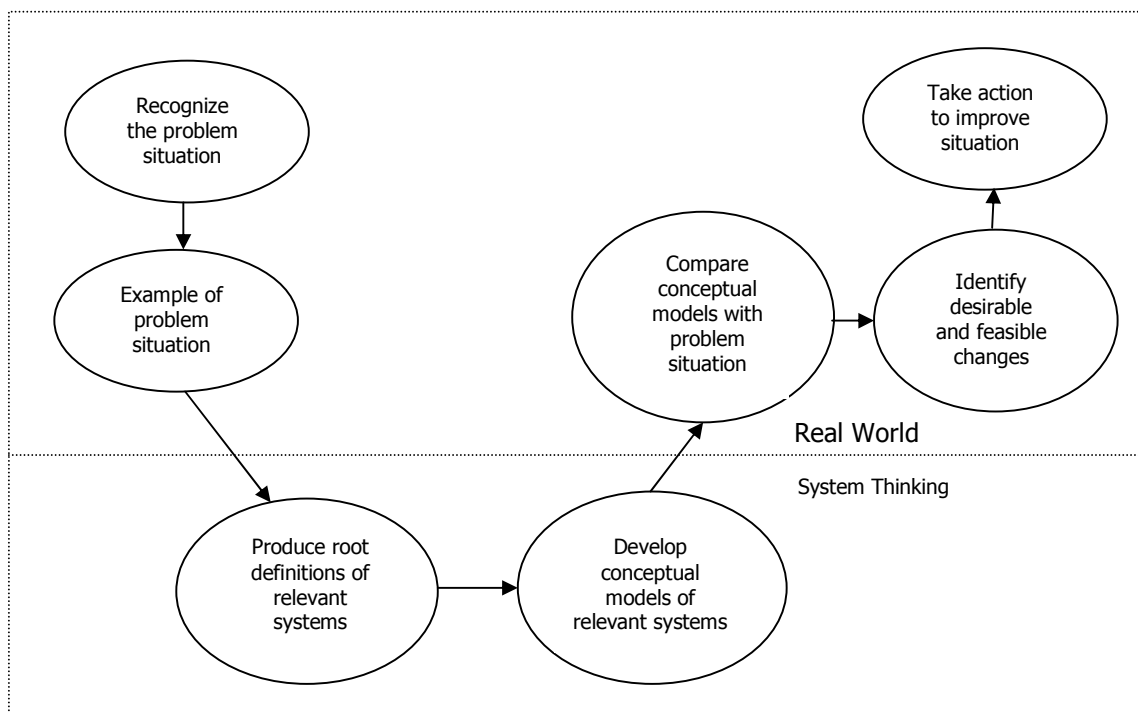 Recognize
the problem
situation
Example of
problem
situation
Produce root
definitions of
relevant
systems
Develop
conceptual
models of
relevant systems
Compare
conceptual
models with
problem
situation
Identify
desirable
and feasible
changes
Take action
to improve
situation
Real World
System Thinking